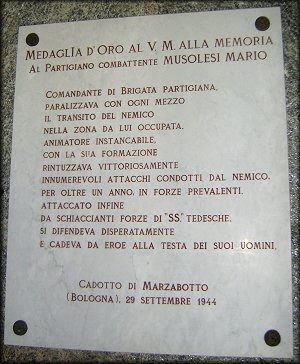 MEDAGLIA D'ORO AL V. M. ALLA MEMORIA
AL PARTIGIANO COMBATTENTE MUSOLESI MARIO
COMANDANTE DI BRIGATA PARTIGIANA,
PARALIZZAVA CON OGNI MEZZO
IL TRANSITO DEL NEMICO
NELLA ZONA DA LUI OCCUPATA.
ANIMATORE INSTANCABILE,
CON LA SUA FORMAZIONE
RINTUZZAVA VITTORIOSAMENTE
INNUMEREVOLI ATTACCHI CONDOTTI DAL NEMICO.
PER OLTRE UN ANNO, IN FORZE PREVALENTI.
ATTACCATO INFINE
DA SCHIACCIANTI FORZE DI "SS." TEDESCHE,
SI DIFENDEVA DISPERATAMENTE
E CADEVA DA EROE ALLA TESTA DEI SUOI UOMINI.
CADOTTO DI MARZABOTTO
(BOLOGNA), 29 SETTEMBRE 1944